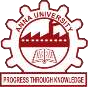 ANNA UNIVERSITY
PROGRESS THROUGH KNOWLEDGE